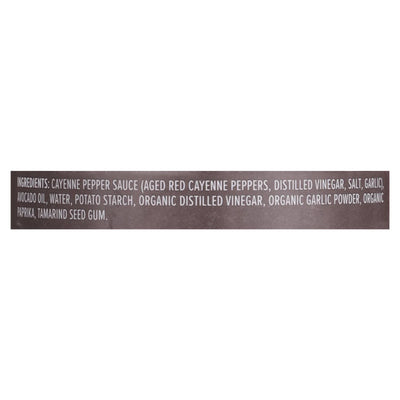 INGREDIENTS: CAYENNE PEPPER SAUCE (AGED RED CAYENNE PEPPERS, DISTILLED VINEGAR, SALT, GARLIC),
AVOCADO OIL, WATER, POTATO STARCH, ORGANIC DISTILLED VINEGAR, ORGANIC GARLIC POWDER, ORGANIC
PAPRIKA, TAMARIND SEED GUM.